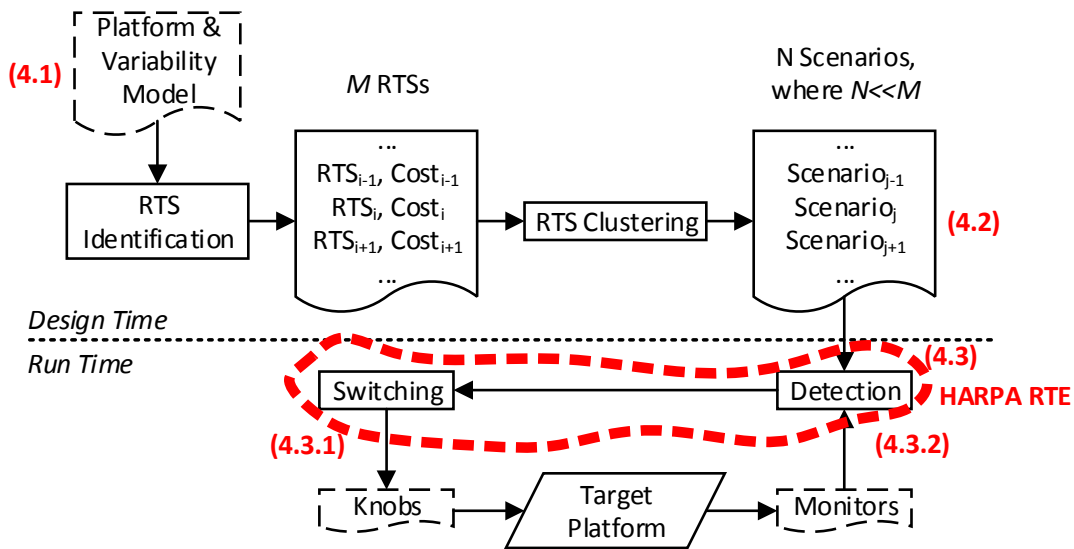 Platform &
Variability
Model
(4.1)
M RTSs
N Scenarios,
where N<<M
RTS
Identification
...
RTSi-1, Costi-1
RTSi, Costi
RTSi+1, Costi+1
...
RTS Clustering
...
Scenarioj-1
Scenarioj
Scenarioj+1
...
(4.2)
Design Time
Run Time
(4.3)
Switching
Detection
HARPA RTE
(4.3.1)
(4.3.2)
Knobs
Target
Platform
Monitors